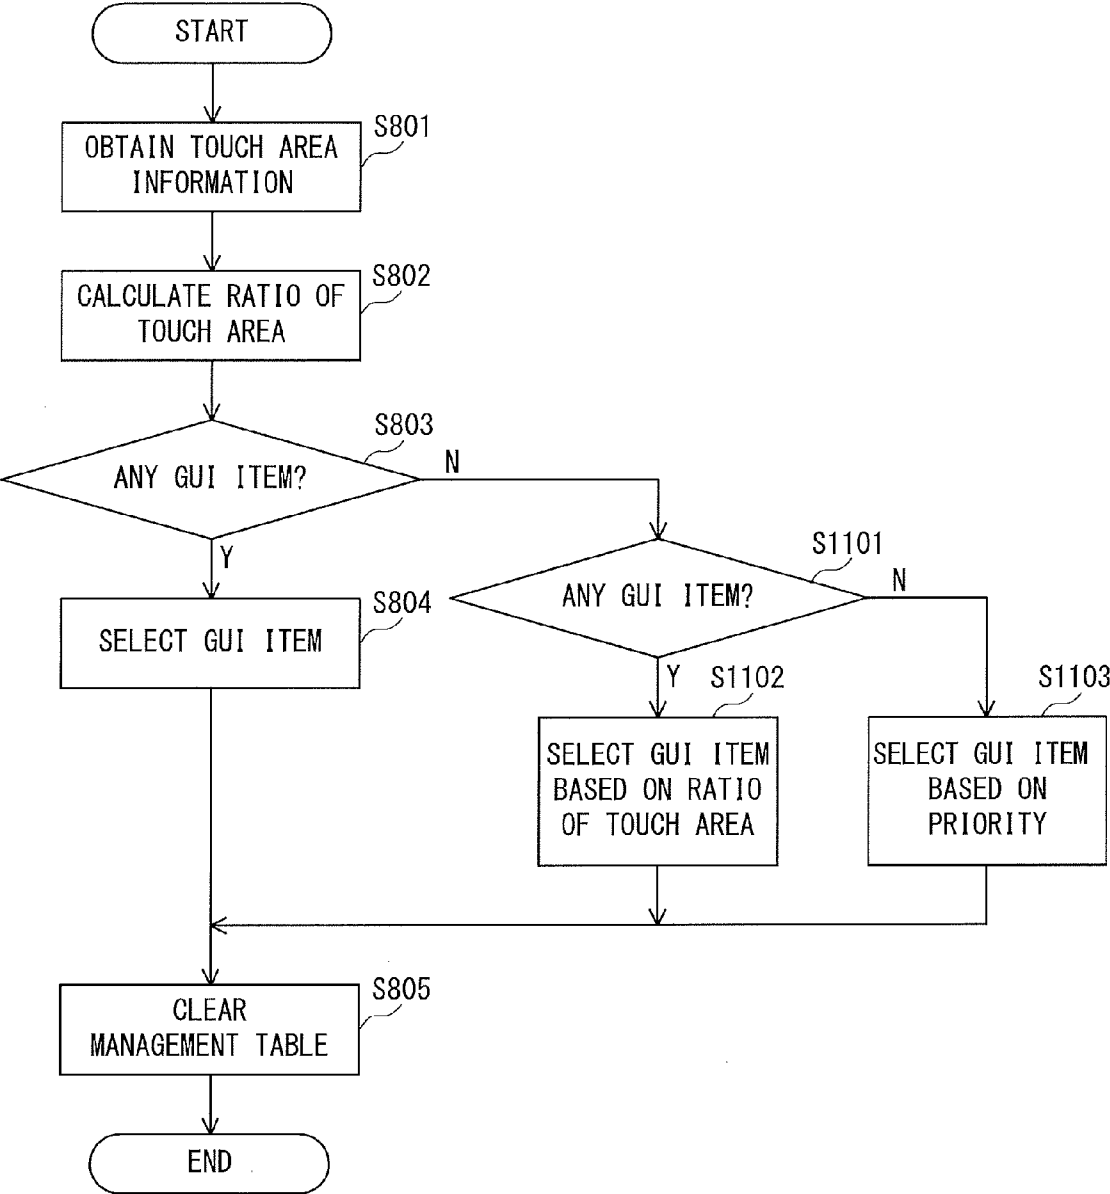 START
S801
OBTAIN TOUCH AREA
INFORMATION
S802
CALCULATE RATIO OF
TOUCH AREA
S803
ANY GUI ITEM?
N
Y
S1101
ANY GUI ITEM?
N
Y
S804
SELECT GUI ITEM
S1102
SELECT GUI ITEM
BASED ON RATIO
OF TOUCH AREA
S1103
SELECT GUI ITEM
BASED ON
PRIORITY
S805
CLEAR
MANAGEMENT TABLE
END